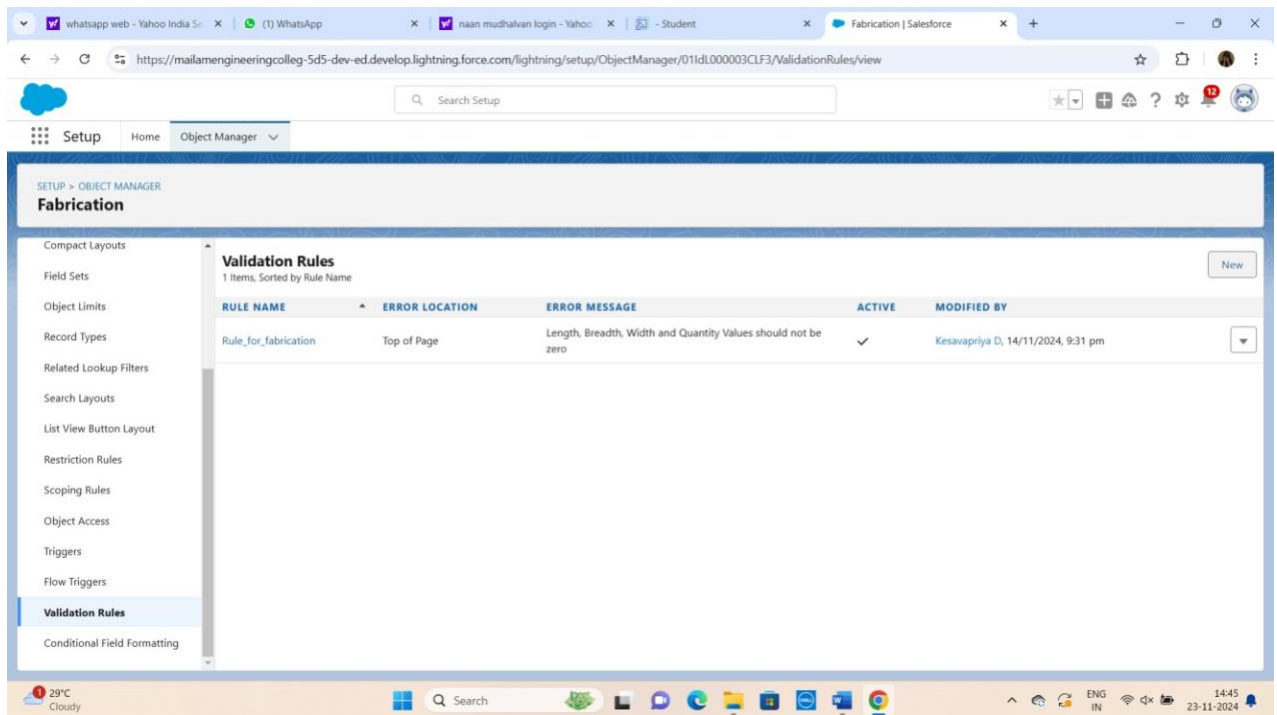 whatsapp web - Yahoo India Se
(1) WhatsApp
naan mudhalvan login - Yahoo
- Student
Fabrication | Salesforce
https://mailamengineeringcolleg-5d5-dev-ed.develop.lightning.force.com/lightning/setup/ObjectManager/01IdL000003CLF3/ValidationRules/view
Search Setup
12
Setup
Home
Object Manager
SETUP > OBJECT MANAGER
Fabrication
Compact Layouts
Field Sets
Object Limits
Record Types
Related Lookup Filters
Search Layouts
List View Button Layout
Restriction Rules
Scoping Rules
Object Access
Triggers
Flow Triggers
Validation Rules
Conditional Field Formatting
Validation Rules
1 Items, Sorted by Rule Name
New
RULE NAME ERROR LOCATION ERROR MESSAGE ACTIVE MODIFIED BY
Rule_for_fabrication Top of Page Length, Breadth, Width and Quantity Values should not be
zero
Kesavapriya D, 14/11/2024, 9:31 pm
1
29°C
Cloudy
Search
ENG
IN
14:45
23-11-2024